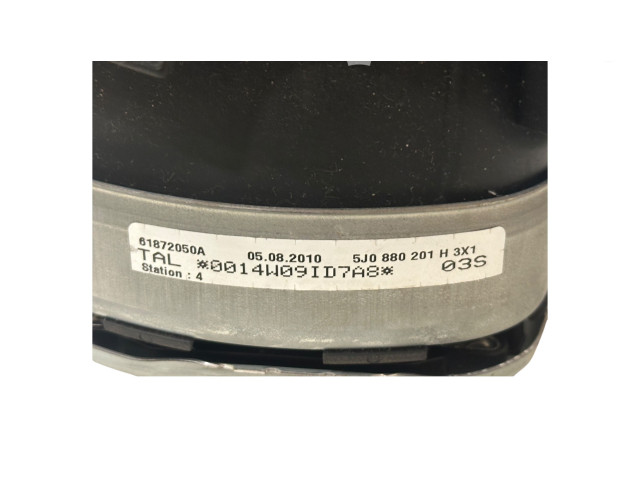 61872050A 05.08.2010 5J0 880 201 H 3X1
TAL *0014W09ID7A8* 03S
Station : 4